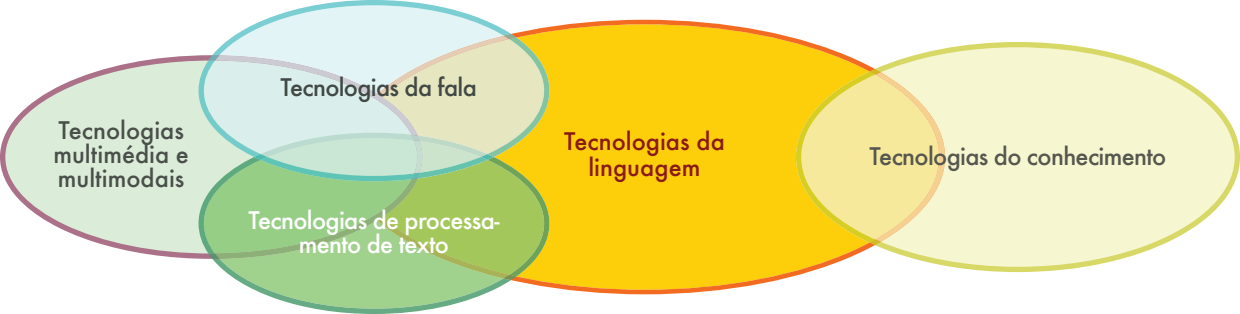 Tecnologias da fala
Tecnologias
multimédia e
multimodais
Tecnologias de processa-
mento de texto
Tecnologias da
linguagem
Tecnologias do conhecimento